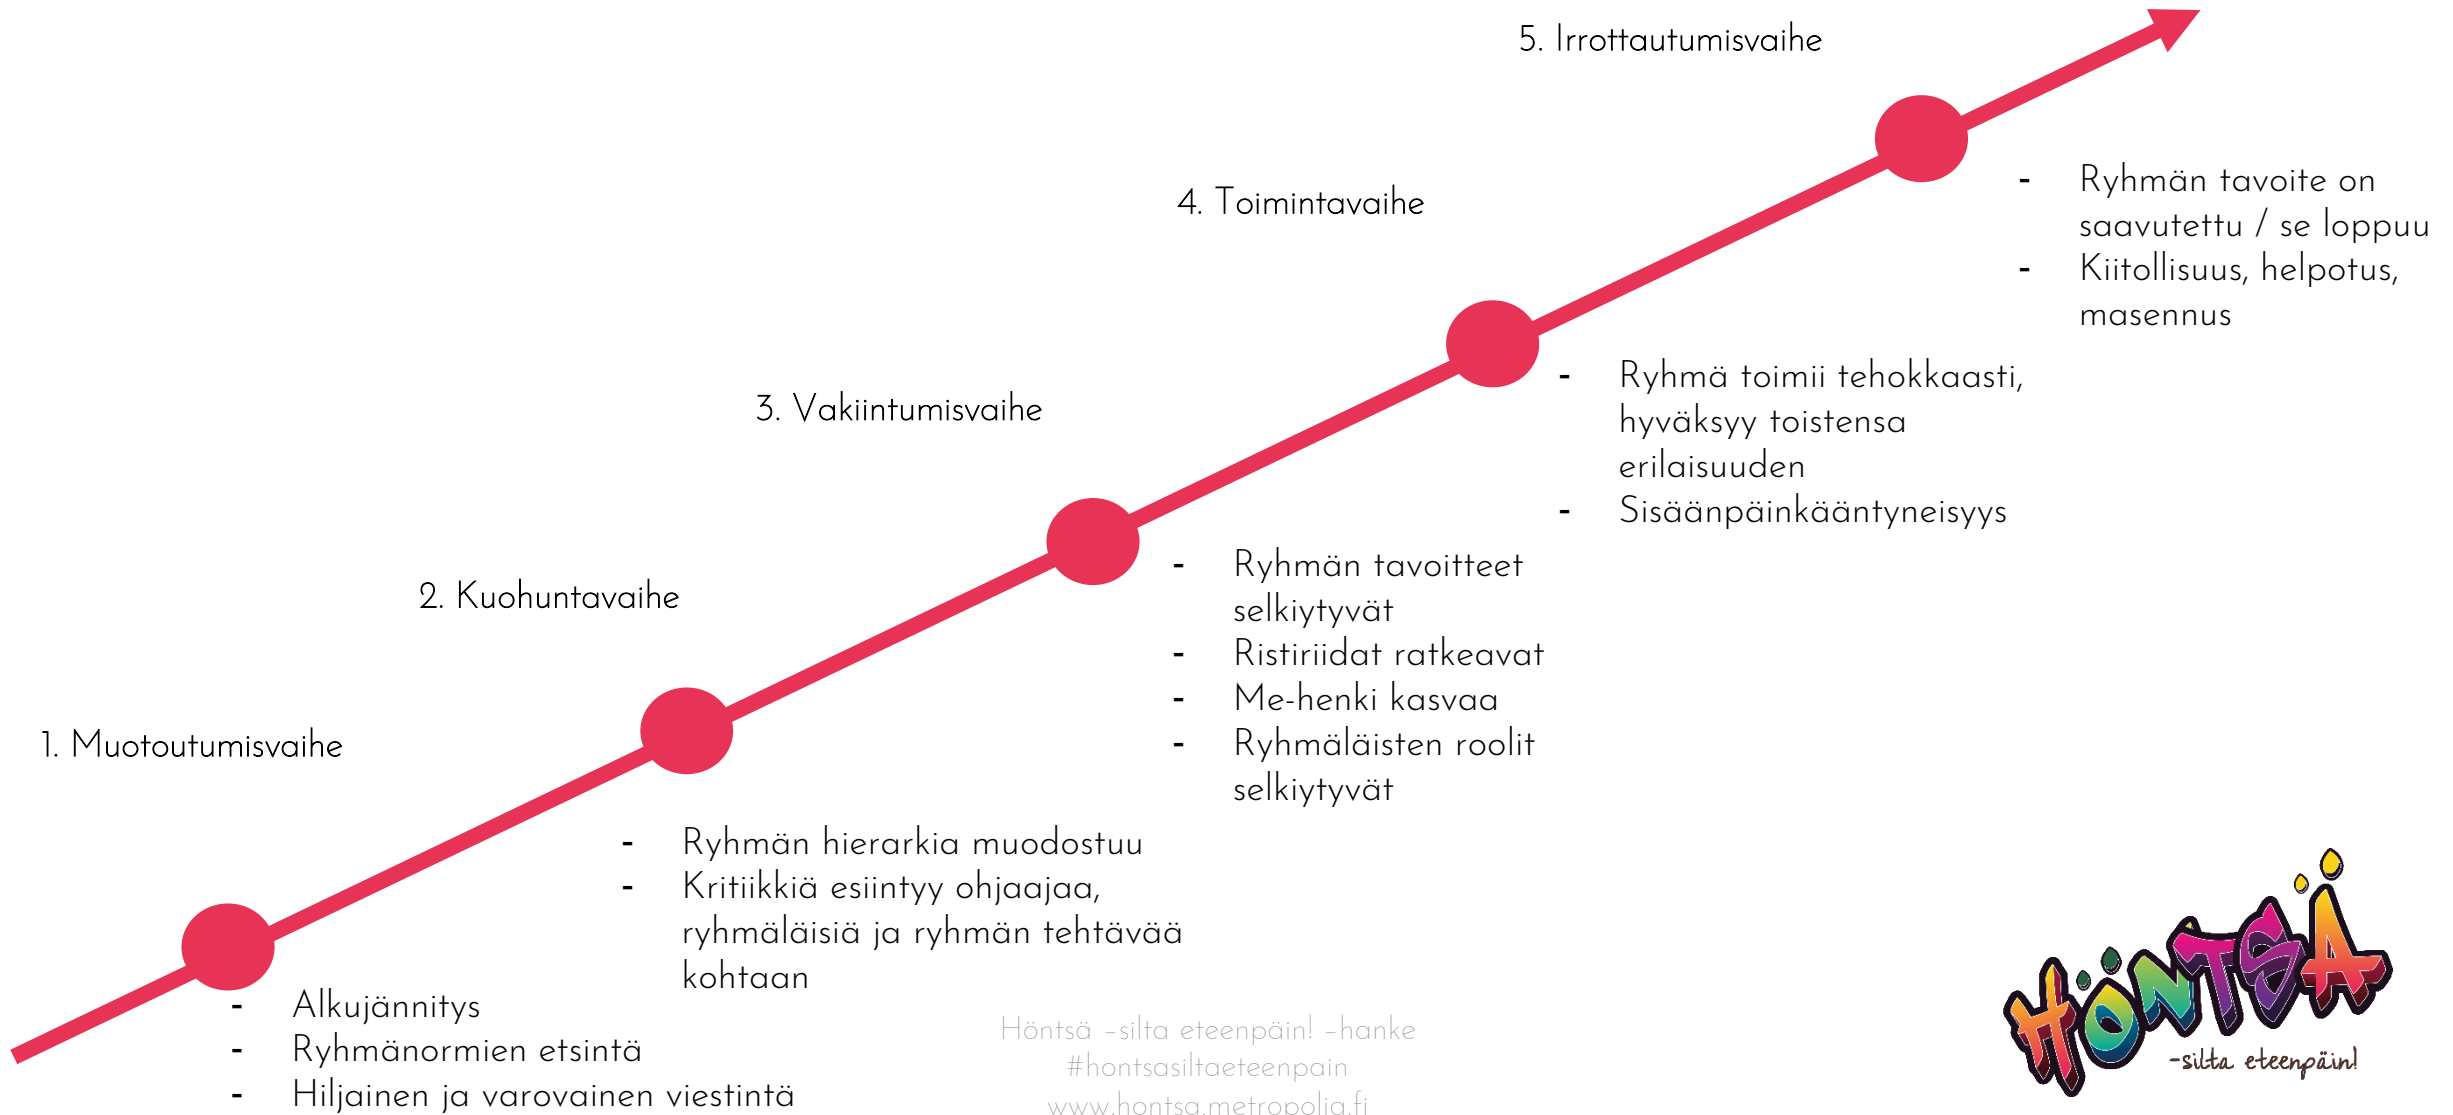 1. Muotoutumisvaihe
- Alkujännitys
- Ryhmänormien etsintä
- Hiljainen ja varovainen viestintä
2. Kuohuntavaihe
- Ryhmän hierarkia muodostuu
- Kritiikkiä esiintyy ohjaajaa,
ryhmäläisiä ja ryhmän tehtävää
kohtaan
3. Vakiintumisvaihe
- Ryhmän tavoitteet
selkiytyvät
- Ristiriidat ratkeavat
- Me-henki kasvaa
- Ryhmäläisten roolit
selkiytyvät
4. Toimintavaihe
- Ryhmä toimii tehokkaasti,
hyväksyy toistensa
erilaisuuden
- Sisäänpäinkääntyneisyys
5. Irrottautumisvaihe
- Ryhmän tavoite on
saavutettu / se loppuu
- Kiitollisuus, helpotus,
masennus
Höntsä –silta eteenpäin! –hanke
#hontsasiltaeteenpain
www.hontsa.metropolia.fi
HÖNTSÄ
-silta eteenpäin!